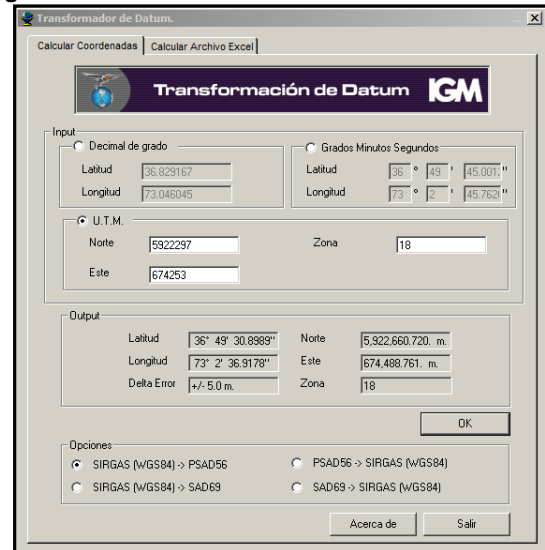 Transformador de Datum.
Calcular Coordenadas Calcular Archivo Excel
Transformación de Datum IGM
Input
Decimal de grado Grados Minutos Segundos
Latitud 36.829167 Latitud 36 ° 49 ' 45.001: "
Longitud 73.046045 Longitud 73 ° 2 ' 45.762( "
U.T.M.
Norte 5922297 Zona 18
Este 674253
Output
Latitud 36° 49' 30.8989" Norte 5,922,660.720. m.
Longitud 73° 2' 36.9178" Este 674,488.761. m.
Delta Error +/- 5.0 m. Zona 18
OK
Opciones
SIRGAS (WGS84) -> PSAD56 PSAD56 -> SIRGAS (WGS84)
SIRGAS (WGS84) -> SAD69 SAD69 -> SIRGAS (WGS84)
Acerca de Salir